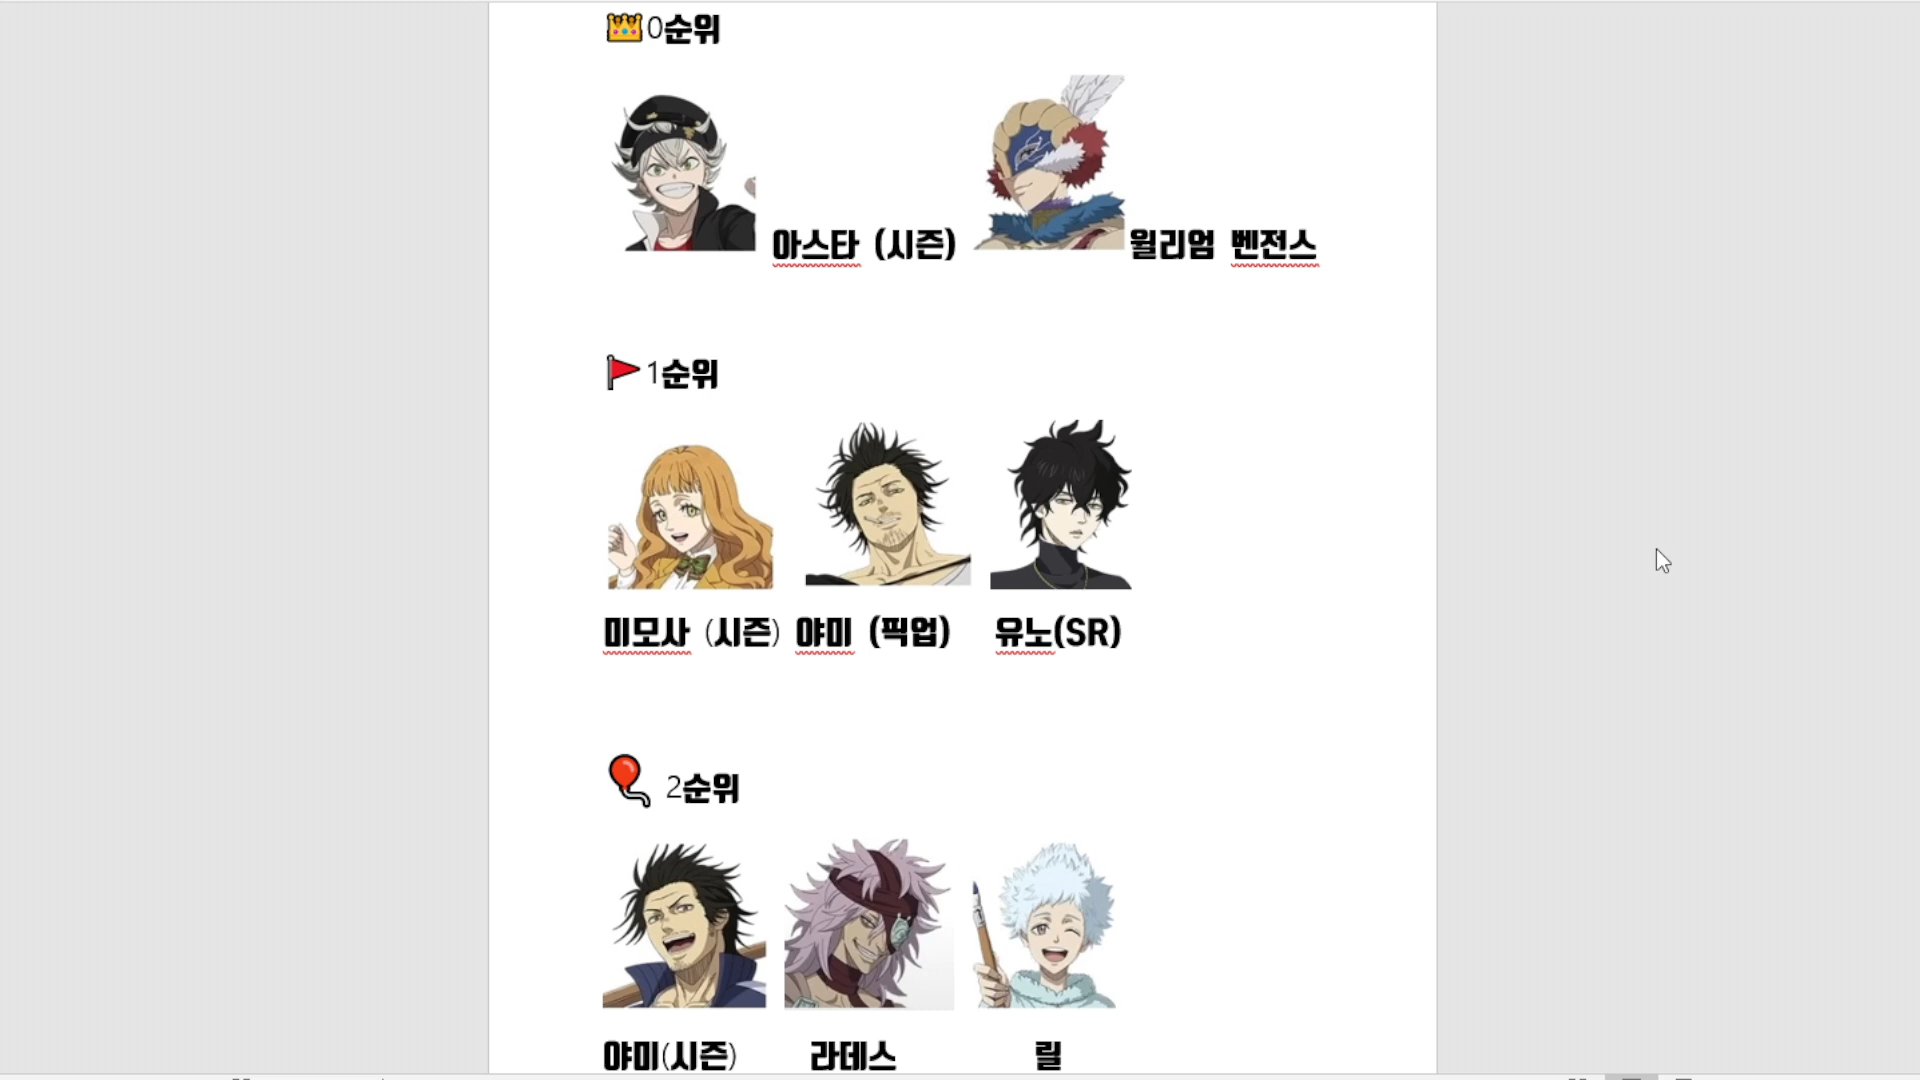 0순위
아스타 (시즌) 윌리엄 벤전스
1순위
미모사 (시즌) 야미 (픽업) 유노(SR)
2순위
야미(시즌) 라데스 릴